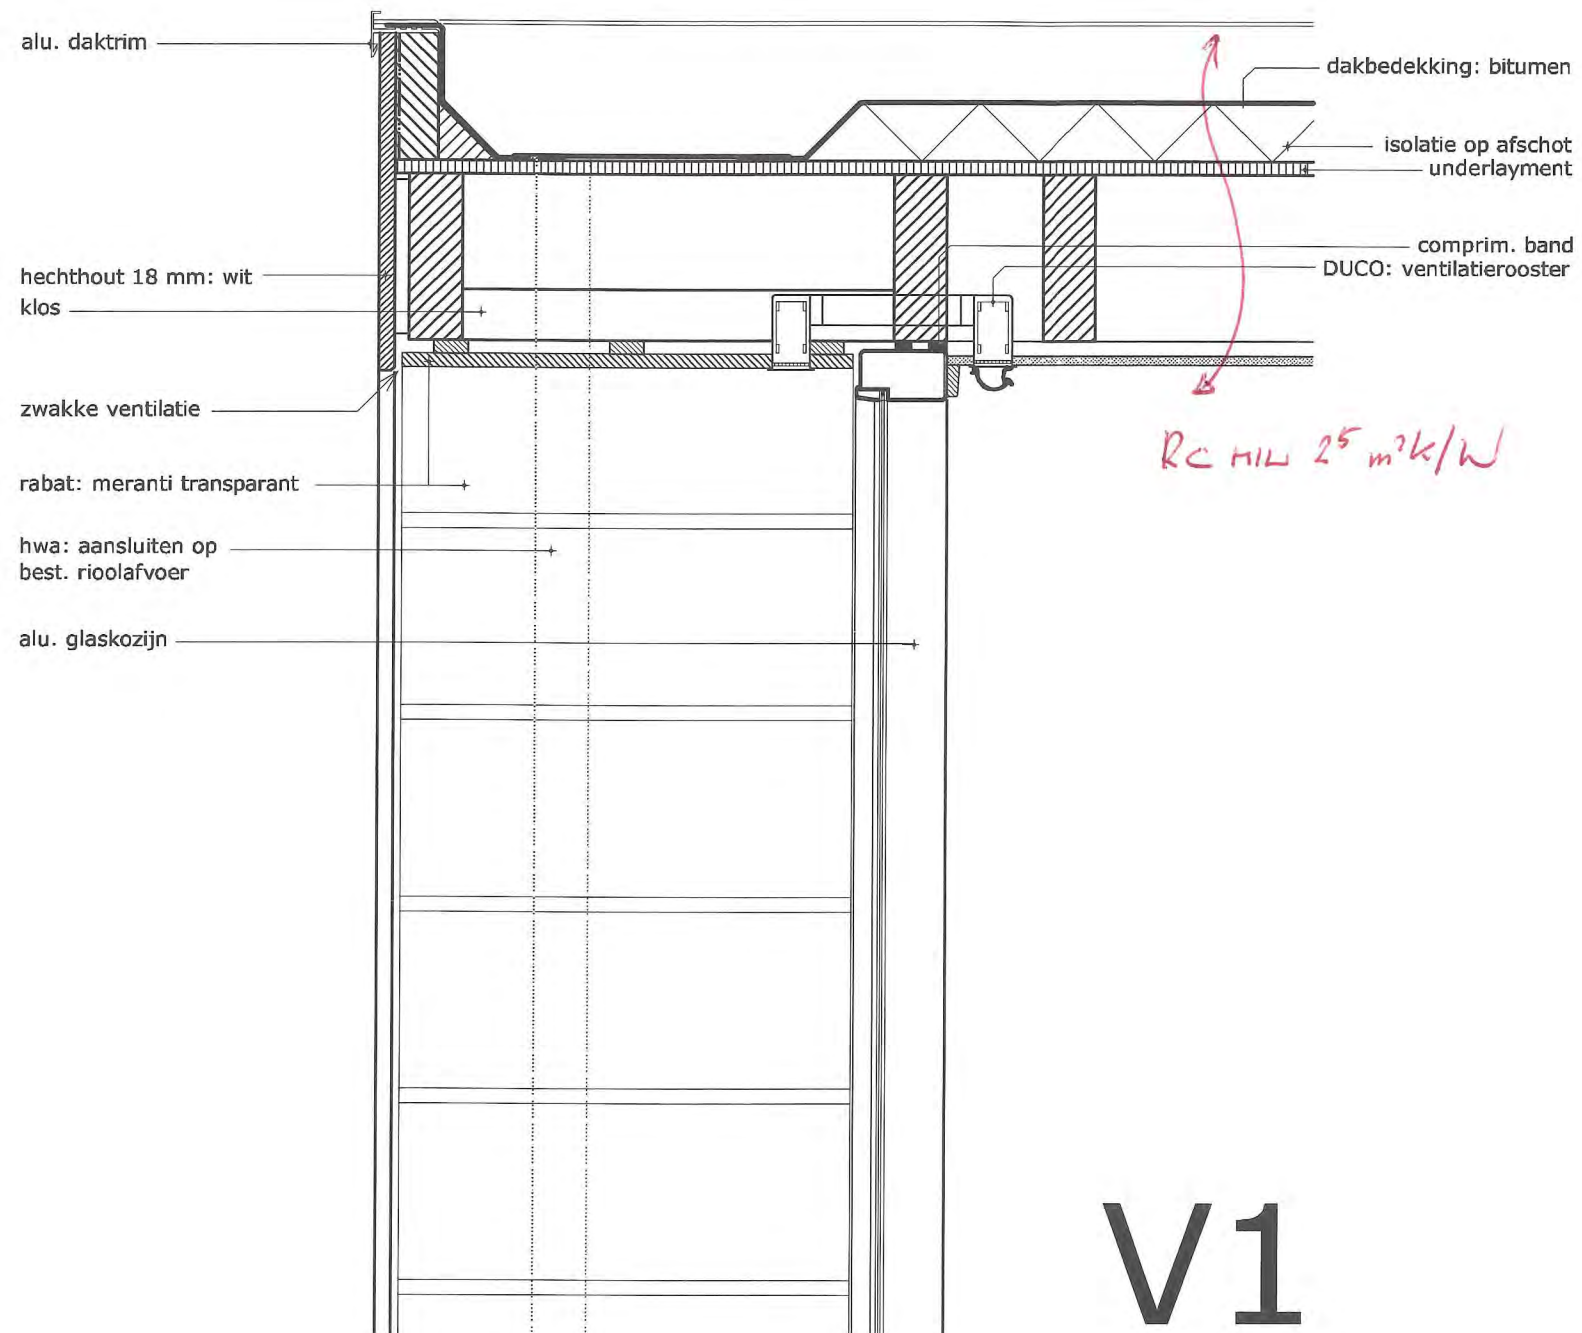 alu. daktrim
hechthout 18 mm: wit
klos
zwakke ventilatie
rabat: meranti transparant
hwa: aansluiten op
best. rioolafvoer
alu. glaskozijn
dakbedekking: bitumen
isolatie op afschot
underlayment
comprim. band
DUCO: ventilatierooster
RC MIN 2⁵ m²K/W
V1